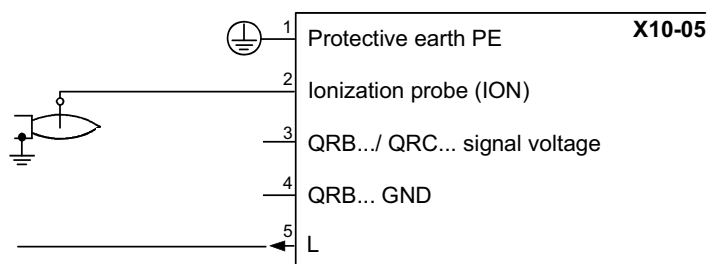 X10-05
1 Protective earth PE
2 Ionization probe (ION)
3 QRB.../ QRC... signal voltage
4 QRB... GND
5 L